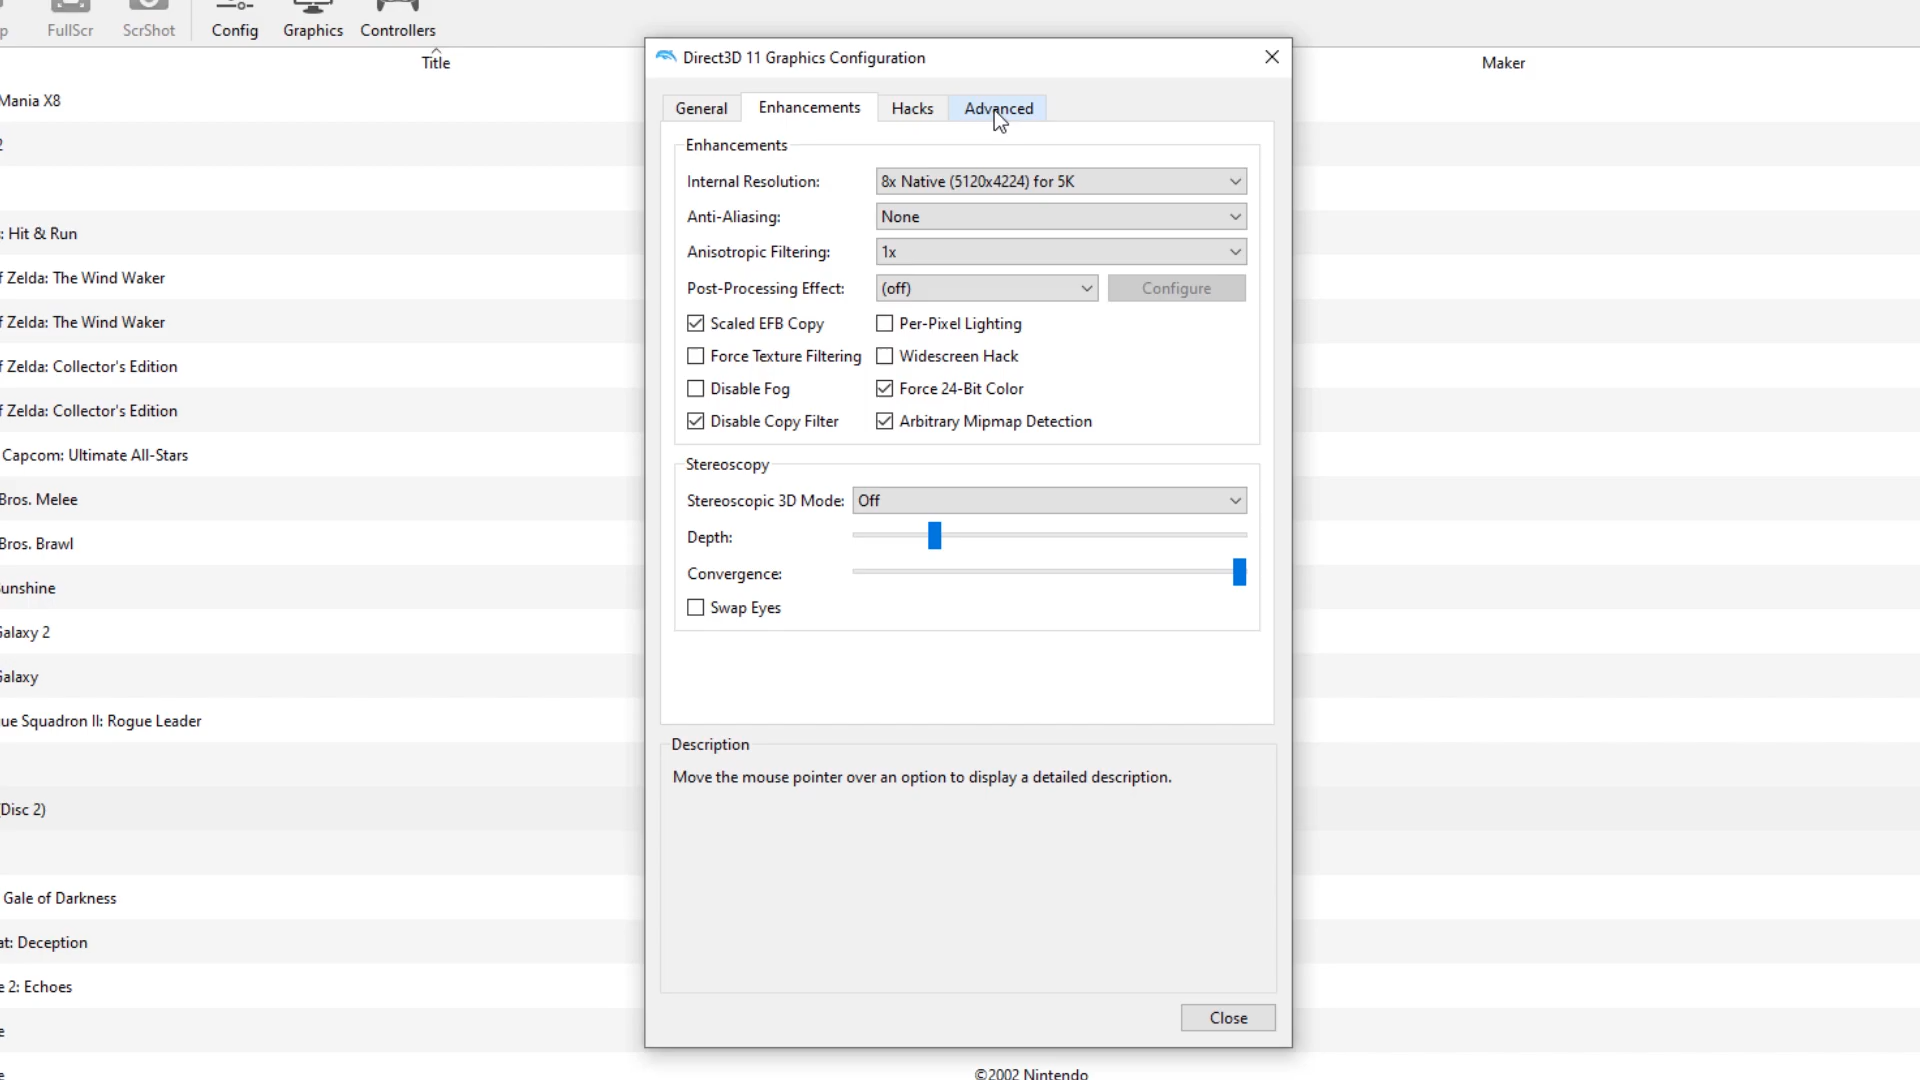 p
FullScr
ScrShot
Config
Graphics
Controllers
Title
Maker
Mania X8
2
: Hit & Run
f Zelda: The Wind Waker
f Zelda: The Wind Waker
f Zelda: Collector's Edition
f Zelda: Collector's Edition
Capcom: Ultimate All-Stars
Bros. Melee
Bros. Brawl
Sunshine
Galaxy 2
Galaxy
ue Squadron II: Rogue Leader
(Disc 2)
Gale of Darkness
at: Deception
e 2: Echoes
e
e
©2002 Nintendo
Direct3D 11 Graphics Configuration
General
Enhancements
Hacks
Advanced
Enhancements
Internal Resolution:
8x Native (5120x4224) for 5K
Anti-Aliasing:
None
Anisotropic Filtering:
1x
Post-Processing Effect:
(off)
Configure
Scaled EFB Copy
Per-Pixel Lighting
Force Texture Filtering
Widescreen Hack
Disable Fog
Force 24-Bit Color
Disable Copy Filter
Arbitrary Mipmap Detection
Stereoscopy
Stereoscopic 3D Mode:
Off
Depth:
Convergence:
Swap Eyes
Description
Move the mouse pointer over an option to display a detailed description.
Close